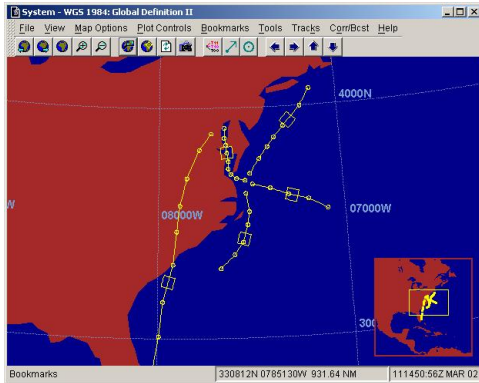 System - WGS 1984: Global Definition II
File View Map Options Plot Controls Bookmarks Tools Tracks Corr/Bcst Help
4000N
08000W
07000W
W
300
Bookmarks
330812N 0785130W 931.64 NM
111450:56Z MAR 02